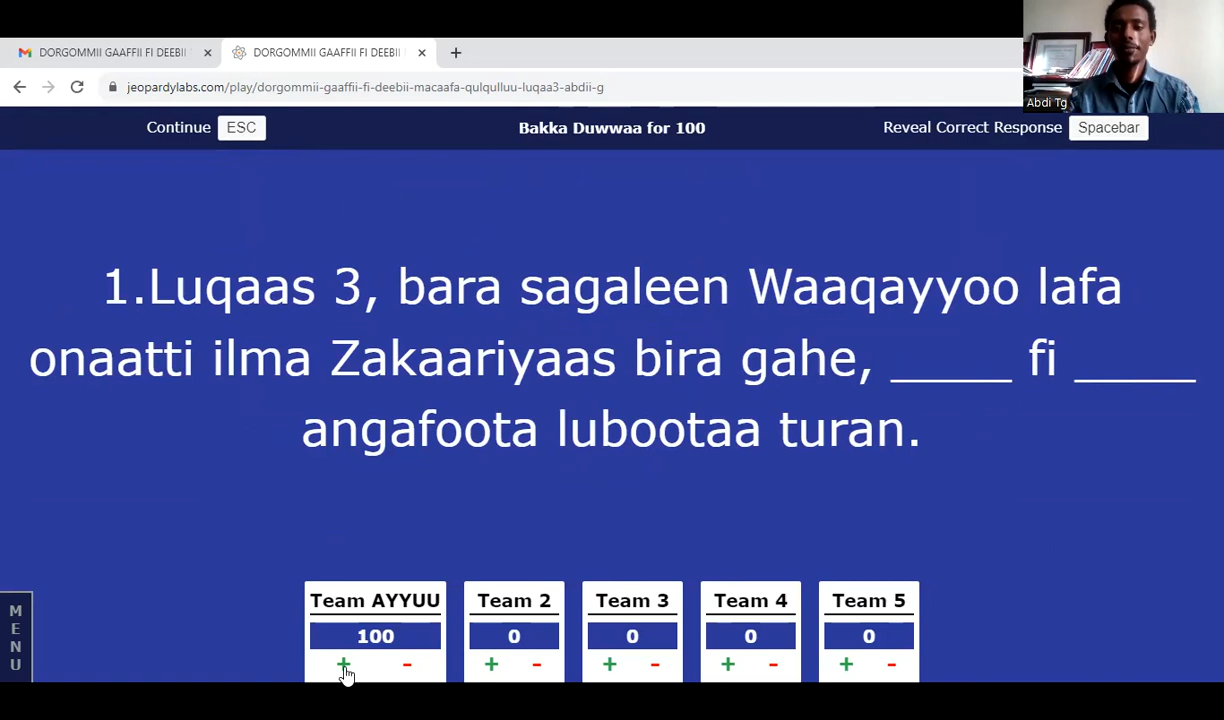 DORGOMMII GAAFFII FI DEEBII
DORGOMMII GAAFFII FI DEEBII
jeopardylabs.com/play/dorgommii-gaaffii-fi-deebii-macaafa-qulqulluu-luqaa3-abdii-g
Abdi Tg
Continue ESC
Bakka Duwwaa for 100
Reveal Correct Response Spacebar
1.Luqaas 3, bara sagaleen Waaqayyoo lafa
onaatti ilma Zakaariyaas bira gahe, _____ fi _____
angafoota lubootaa turan.
MENU
Team AYYUU Team 2 Team 3 Team 4 Team 5
100 0 0 0 0
+ - + - + - + - + -